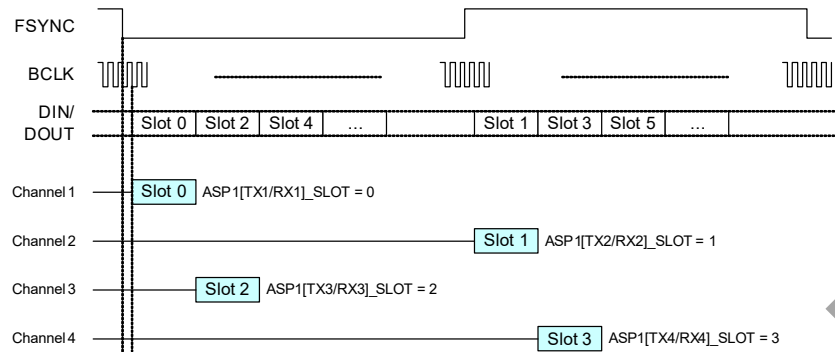 FSYNC
BCLK
DIN/
DOUT
Slot 0 Slot 2 Slot 4 ... Slot 1 Slot 3 Slot 5 ...
Channel 1 Slot 0 ASP1[TX1/RX1]_SLOT = 0
Channel 2 Slot 1 ASP1[TX2/RX2]_SLOT = 1
Channel 3 Slot 2 ASP1[TX3/RX3]_SLOT = 2
Channel 4 Slot 3 ASP1[TX4/RX4]_SLOT = 3